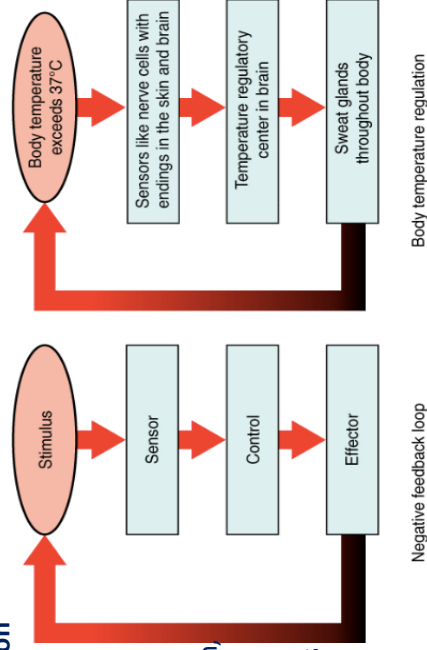 Stimulus
Sensor
Control
Effector
Negative feedback loop
Body temperature
exceeds 37°C
Sensors like nerve cells with
endings in the skin and brain
Temperature regulatory
center in brain
Sweat glands
throughout body
Body temperature regulation